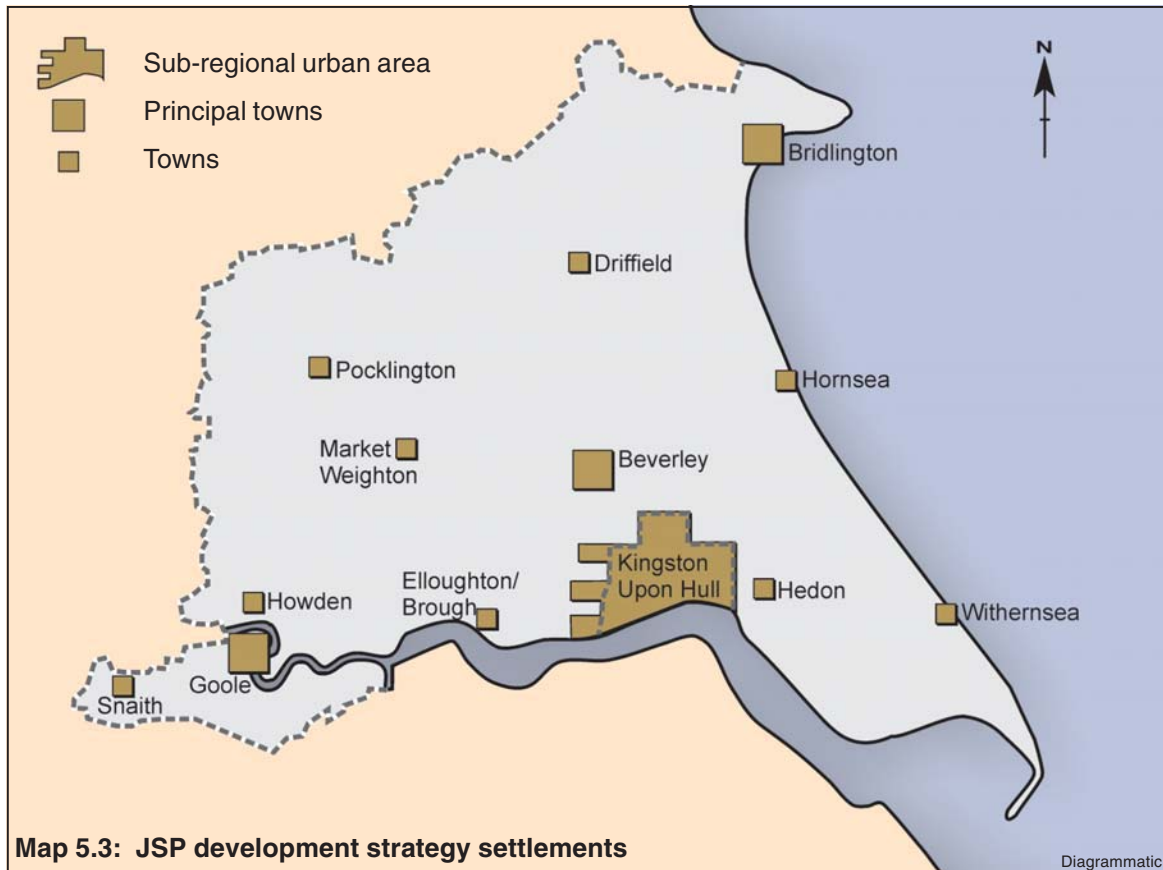 Sub-regional urban area
Principal towns
Towns
N
Bridlington
Driffield
Pocklington
Hornsea
Market
Weighton
Beverley
Kingston
Upon Hull
Elloughton/
Brough
Howden
Hedon
Withernsea
Goole
Snaith
Map 5.3: JSP development strategy settlements
Diagrammatic